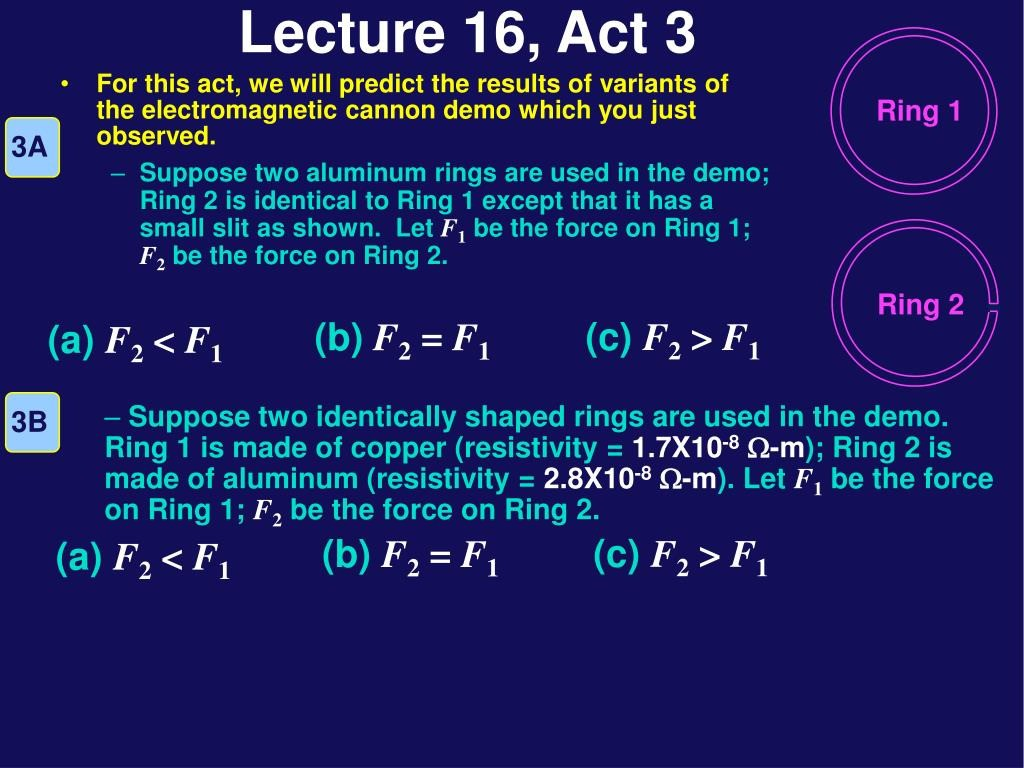 Lecture 16, Act 3
• For this act, we will predict the results of variants of
the electromagnetic cannon demo which you just
observed.
3A
– Suppose two aluminum rings are used in the demo;
Ring 2 is identical to Ring 1 except that it has a
small slit as shown. Let F1 be the force on Ring 1;
F2 be the force on Ring 2.
Ring 1
Ring 2
(a) F2 < F1 (b) F2 = F1 (c) F2 > F1
3B
– Suppose two identically shaped rings are used in the demo.
Ring 1 is made of copper (resistivity = 1.7X10-8 Ω-m); Ring 2 is
made of aluminum (resistivity = 2.8X10-8 Ω-m). Let F1 be the force
on Ring 1; F2 be the force on Ring 2.
(a) F2 < F1 (b) F2 = F1 (c) F2 > F1